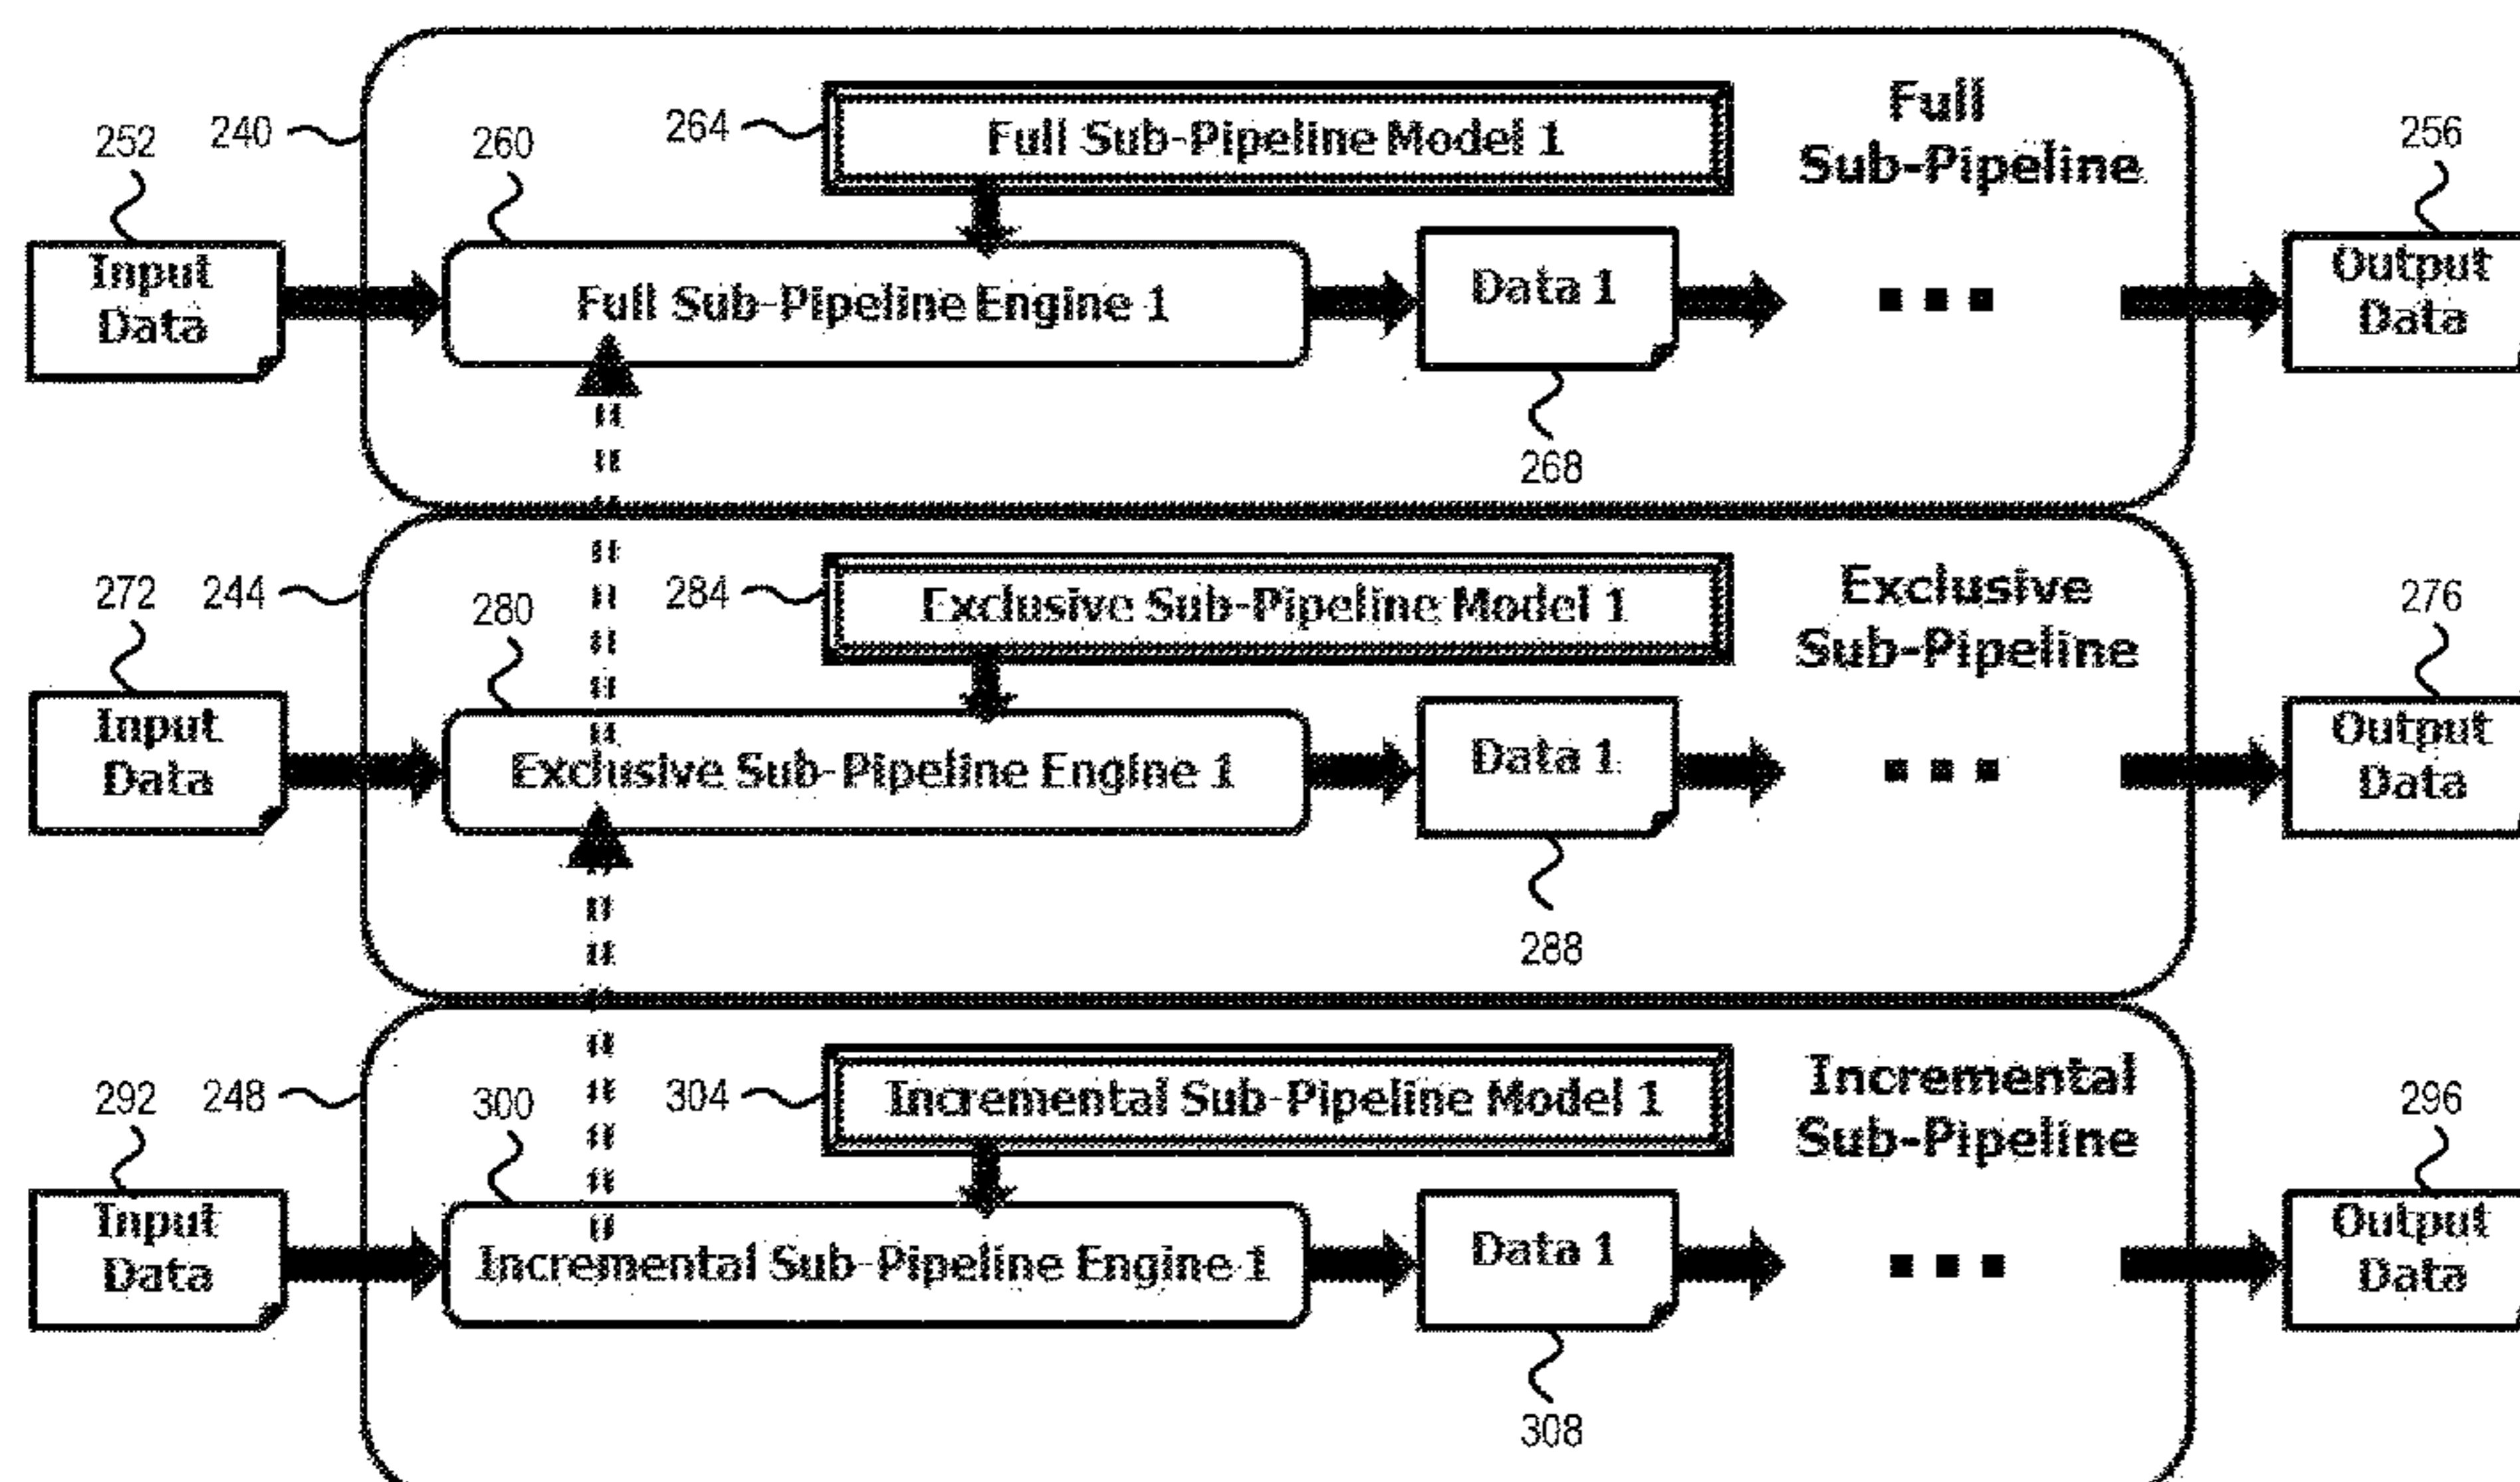 Full
Sub-Pipeline
264
Full Sub-Pipeline Model 1
252
240
260
256
Input
Data
Full Sub-Pipeline Engine 1
Data 1
...
Output
Data
268
Exclusive
Sub-Pipeline
272
244
280
284
Exclusive Sub-Pipeline Model 1
276
Input
Data
Exclusive Sub-Pipeline Engine 1
Data 1
...
Output
Data
288
Incremental
Sub-Pipeline
292
248
300
304
Incremental Sub-Pipeline Model 1
296
Input
Data
Incremental Sub-Pipeline Engine 1
Data 1
...
Output
Data
308